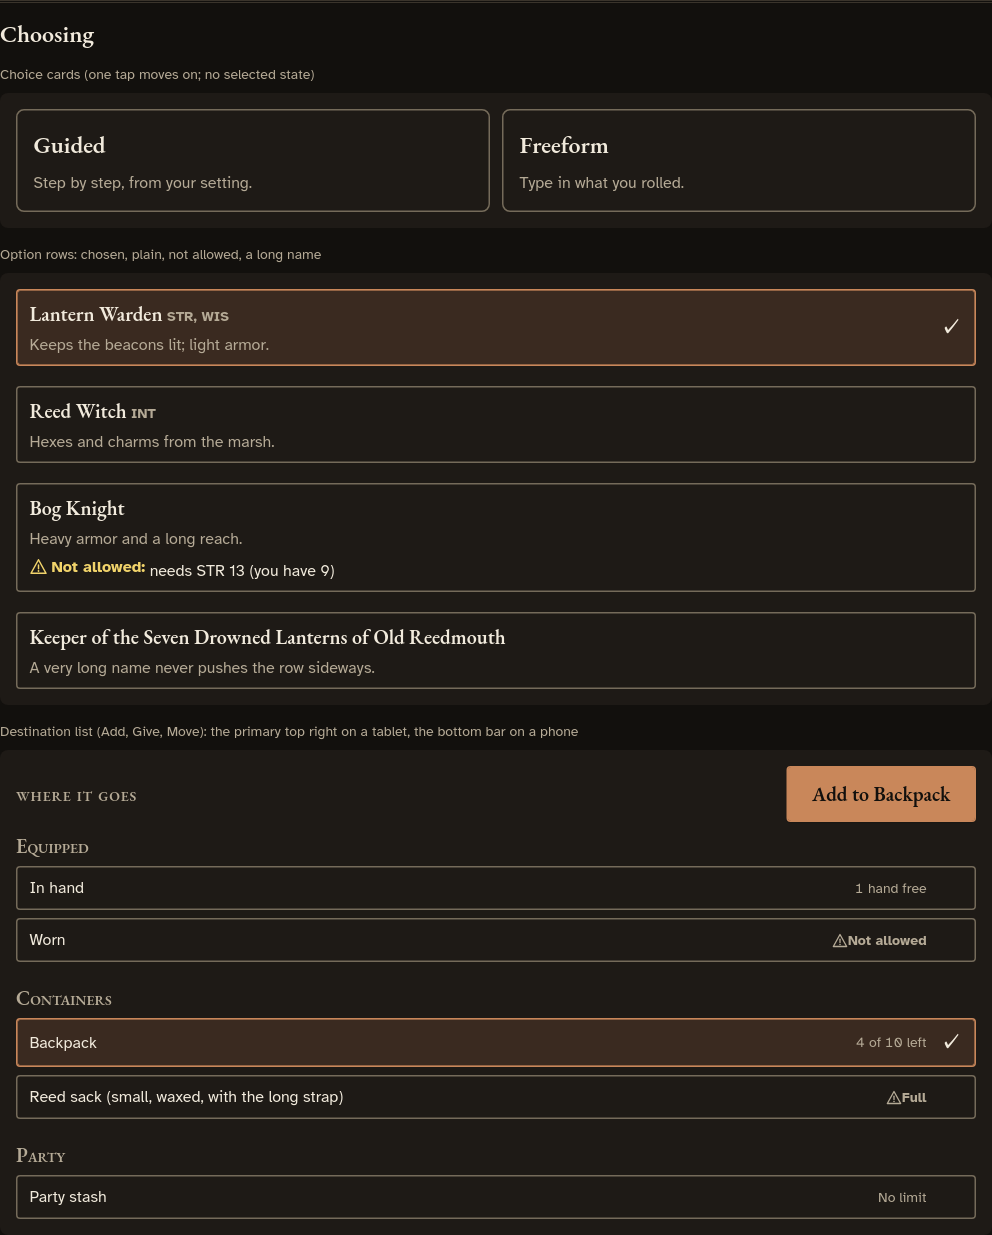 Choosing
Choice cards (one tap moves on; no selected state)
Guided
Step by step, from your setting.
Freeform
Type in what you rolled.
Option rows: chosen, plain, not allowed, a long name
Lantern Warden STR, WIS
Keeps the beacons lit; light armor.
Reed Witch INT
Hexes and charms from the marsh.
Bog Knight
Heavy armor and a long reach.
Not allowed: needs STR 13 (you have 9)
Keeper of the Seven Drowned Lanterns of Old Reedmouth
A very long name never pushes the row sideways.
Destination list (Add, Give, Move): the primary top right on a tablet, the bottom bar on a phone
WHERE IT GOES
Add to Backpack
Equipped
In hand
1 hand free
Worn
Not allowed
Containers
Backpack
4 of 10 left
Reed sack (small, waxed, with the long strap)
Full
Party
Party stash
No limit